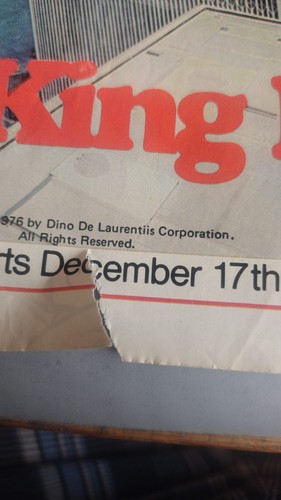 King
976 by Dino De Laurentiis Corporation.
All Rights Reserved.
rts December 17th